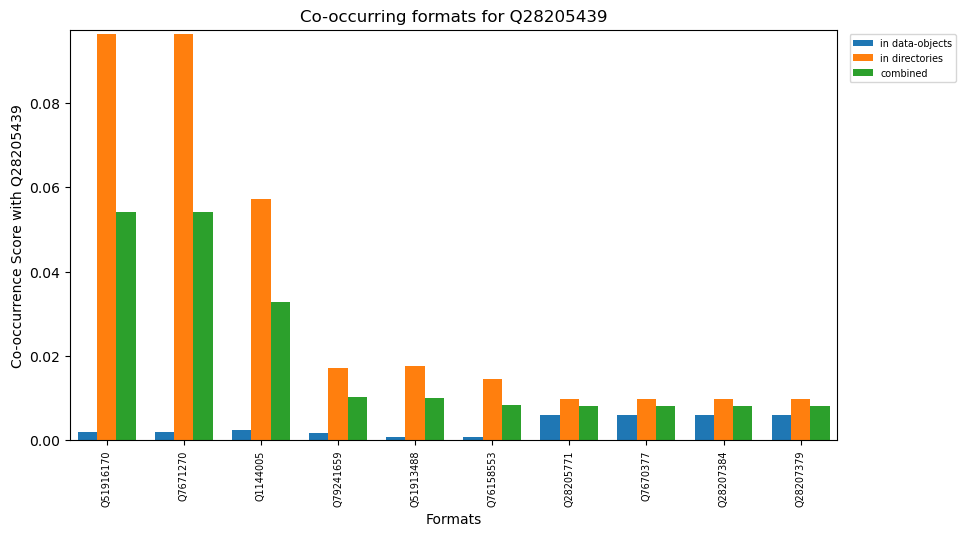 Co-occurring formats for Q28205439
in data-objects
in directories
combined
Co-occurrence Score with Q28205439
0.08
0.06
0.04
0.02
0.00
Q51916170
Q7671270
Q1144005
Q79241659
Q51913488
Q76158553
Q28205771
Q7670377
Q28207384
Q28207379
Formats